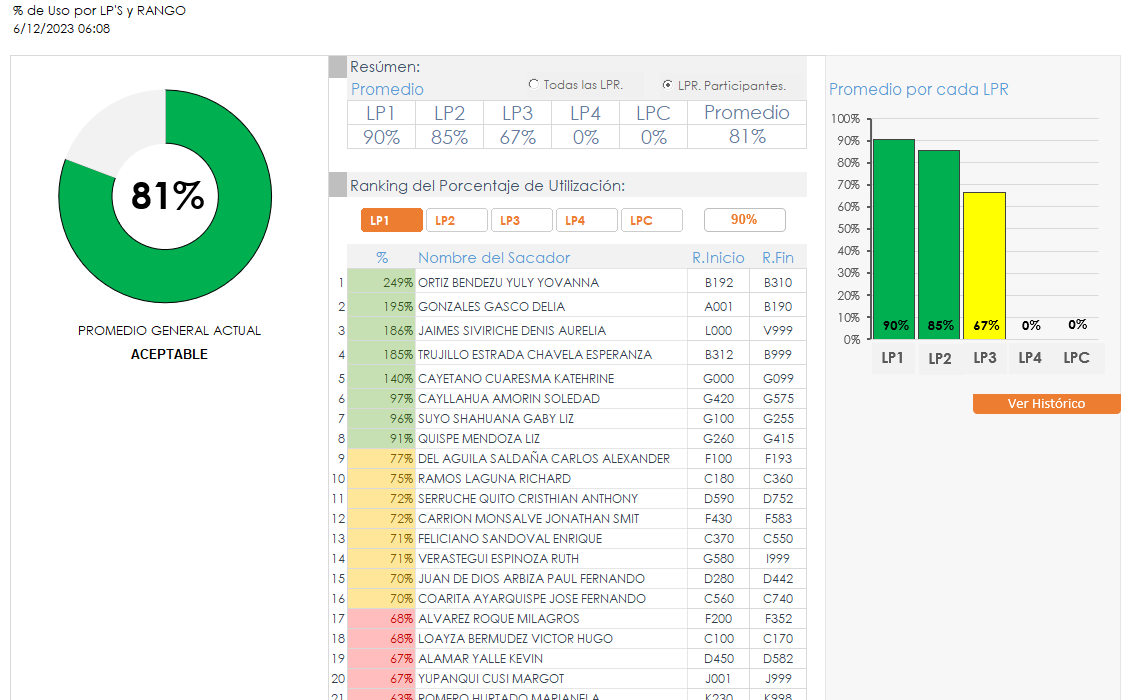 % de Uso por LP'S y RANGO
6/12/2023 06:08
81%
PROMEDIO GENERAL ACTUAL
ACEPTABLE
Resúmen:
Promedio
Todas las LPR.
LPR. Participantes.
LP1 LP2 LP3 LP4 LPC Promedio
90% 85% 67% 0% 0% 81%
Ranking del Porcentaje de Utilización:
LP1 LP2 LP3 LP4 LPC 90%
% Nombre del Sacador R.Inicio R.Fin
1 249% ORTIZ BENDEZU YULY YOVANNA B192 B310
2 195% GONZALES GASCO DELIA A001 B190
3 186% JAIMES SIVIRICHE DENIS AURELIA L000 V999
4 185% TRUJILLO ESTRADA CHAVELA ESPERANZA B312 B999
5 140% CAYETANO CUARESMA KATEHRINE G000 G099
6 97% CAYLLAHUA AMORIN SOLEDAD G420 G575
7 96% SUYO SHAHUANA GABY LIZ G100 G255
8 91% QUISPE MENDOZA LIZ G260 G415
9 77% DEL AGUILA SALDAÑA CARLOS ALEXANDER F100 F193
10 75% RAMOS LAGUNA RICHARD C180 C360
11 72% SERRUCHE QUITO CRISTHIAN ANTHONY D590 D752
12 72% CARRION MONSALVE JONATHAN SMIT F430 F583
13 71% FELICIANO SANDOVAL ENRIQUE C370 C550
14 71% VERASTEGUI ESPINOZA RUTH G580 I999
15 70% JUAN DE DIOS ARBIZA PAUL FERNANDO D280 D442
16 70% COARITA AYARQUISPE JOSE FERNANDO C560 C740
17 68% ALVAREZ ROQUE MILAGROS F200 F352
18 68% LOAYZA BERMUDEZ VICTOR HUGO C100 C170
19 67% ALAMAR YALLE KEVIN D450 D582
20 67% YUPANQUI CUSI MARGOT J001 J999
21 63% ROMERO HURTADO MARIANELA K230 K998
Promedio por cada LPR
100%
90%
80%
70%
60%
50%
40%
30%
20%
10%
0%
90% 85% 67% 0% 0%
LP1 LP2 LP3 LP4 LPC
Ver Histórico